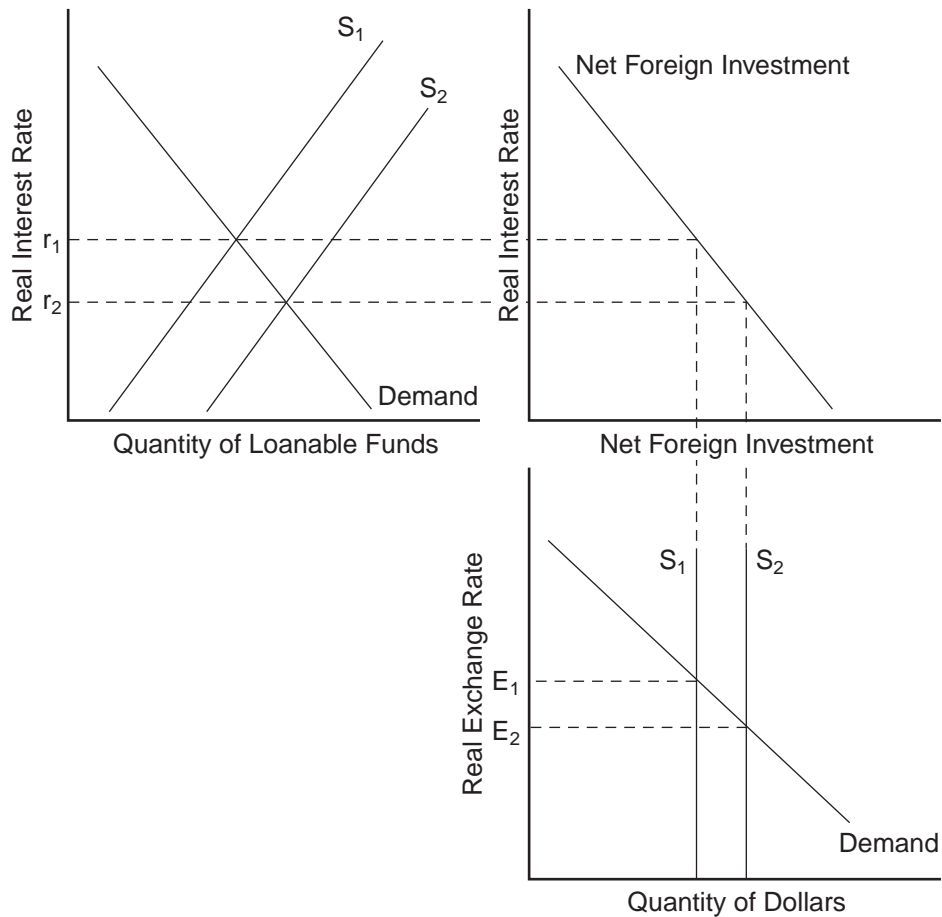 S₁
S₂
Real Interest Rate
r₁
r₂
Demand
Quantity of Loanable Funds
Net Foreign Investment
Real Interest Rate
Net Foreign Investment
S₁
S₂
Real Exchange Rate
E₁
E₂
Demand
Quantity of Dollars